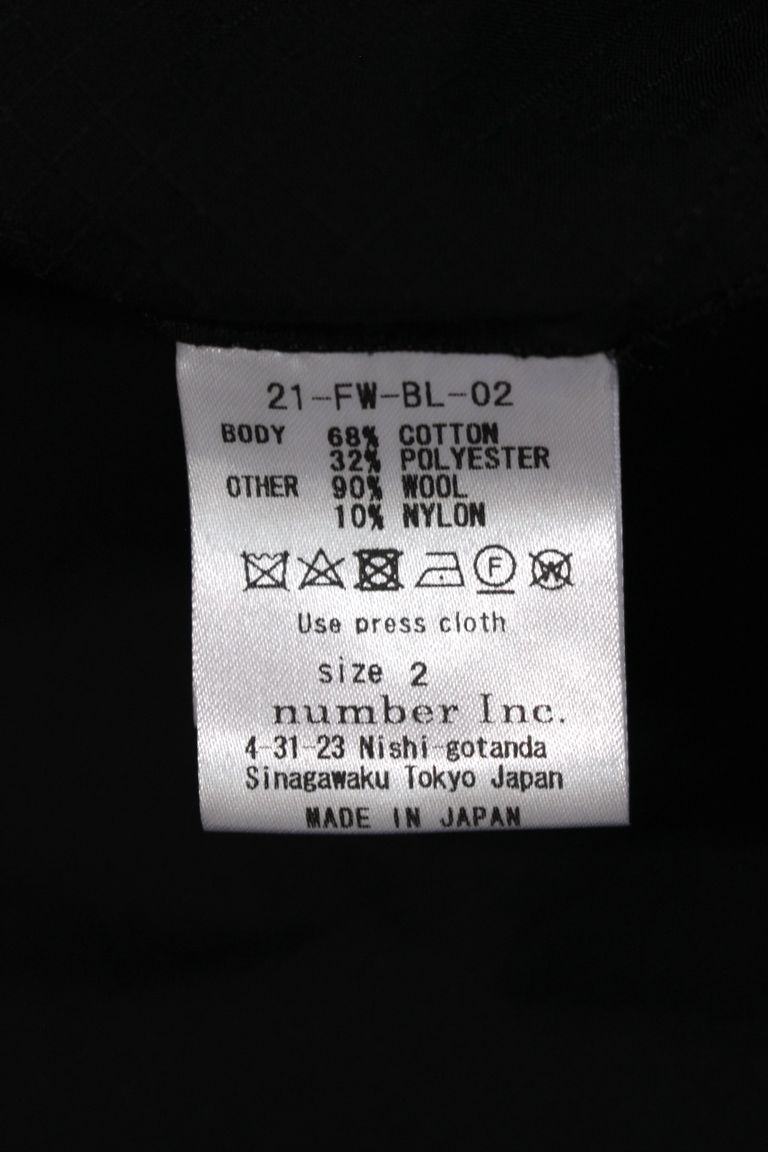 21-FW-BL-02
BODY 68% COTTON
32% POLYESTER
OTHER 90% WOOL
10% NYLON
F W
Use press cloth
size 2
number Inc.
4-31-23 Nishi-gotanda
Sinagawaku Tokyo Japan
MADE IN JAPAN